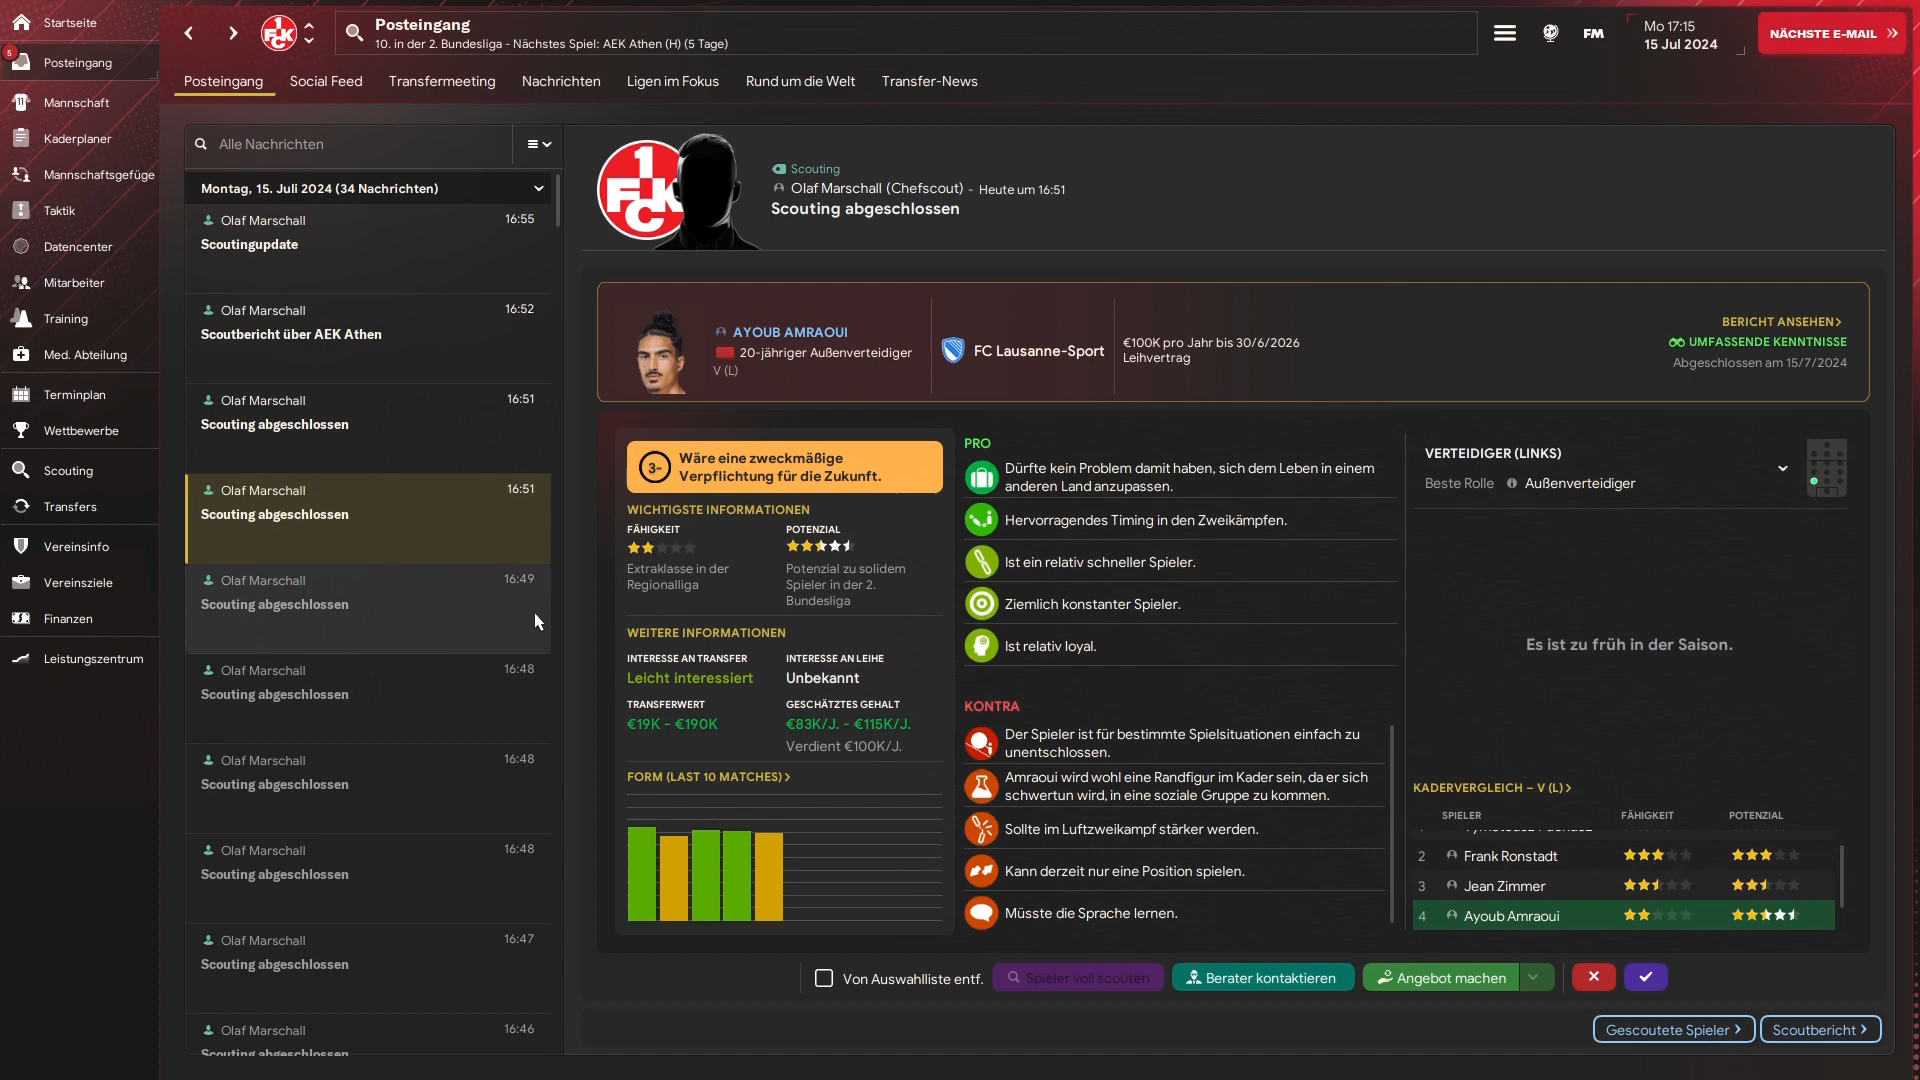 Startseite
5
Posteingang
Mannschaft
Kaderplaner
Mannschaftsgefüge
Taktik
Datencenter
Mitarbeiter
Training
Med. Abteilung
Terminplan
Wettbewerbe
Scouting
Transfers
Vereinsinfo
Vereinsziele
Finanzen
Leistungszentrum
1 FCK
Posteingang
10. in der 2. Bundesliga - Nächstes Spiel: AEK Athen (H) (5 Tage)
FM
Mo 17:15
15 Jul 2024
NÄCHSTE E-MAIL
Posteingang
Social Feed
Transfermeeting
Nachrichten
Ligen im Fokus
Rund um die Welt
Transfer-News
Alle Nachrichten
Montag, 15. Juli 2024 (34 Nachrichten)
Olaf Marschall 16:55
Scoutingupdate
Olaf Marschall 16:52
Scoutbericht über AEK Athen
Olaf Marschall 16:51
Scouting abgeschlossen
Olaf Marschall 16:51
Scouting abgeschlossen
Olaf Marschall 16:49
Scouting abgeschlossen
Olaf Marschall 16:48
Scouting abgeschlossen
Olaf Marschall 16:48
Scouting abgeschlossen
Olaf Marschall 16:48
Scouting abgeschlossen
Olaf Marschall 16:47
Scouting abgeschlossen
Olaf Marschall 16:46
Scouting abgeschlossen
1 FCK
Scouting
Olaf Marschall (Chefscout) - Heute um 16:51
Scouting abgeschlossen
AYOUB AMRAOUI
20-jähriger Außenverteidiger
V (L)
FC Lausanne-Sport
€100K pro Jahr bis 30/6/2026
Leihvertrag
BERICHT ANSEHEN>
UMFASSENDE KENNTNISSE
Abgeschlossen am 15/7/2024
3-
Wäre eine zweckmäßige
Verpflichtung für die Zukunft.
WICHTIGSTE INFORMATIONEN
FÄHIGKEIT
POTENZIAL
Extraklasse in der
Regionalliga
Potenzial zu solidem
Spieler in der 2.
Bundesliga
WEITERE INFORMATIONEN
INTERESSE AN TRANSFER
INTERESSE AN LEIHE
Leicht interessiert
Unbekannt
TRANSFERWERT
GESCHÄTZTES GEHALT
€19K - €190K
€83K/J. - €115K/J.
Verdient €100K/J.
FORM (LAST 10 MATCHES)>
PRO
Dürfte kein Problem damit haben, sich dem Leben in einem
anderen Land anzupassen.
Hervorragendes Timing in den Zweikämpfen.
Ist ein relativ schneller Spieler.
Ziemlich konstanter Spieler.
Ist relativ loyal.
KONTRA
Der Spieler ist für bestimmte Spielsituationen einfach zu
unentschlossen.
Amraoui wird wohl eine Randfigur im Kader sein, da er sich
schwertun wird, in eine soziale Gruppe zu kommen.
Sollte im Luftzweikampf stärker werden.
Kann derzeit nur eine Position spielen.
Müsste die Sprache lernen.
VERTEIDIGER (LINKS)
Beste Rolle Außenverteidiger
Es ist zu früh in der Saison.
KADERVERGLEICH – V (L)>
SPIELER FÄHIGKEIT POTENZIAL
2 Frank Ronstadt
3 Jean Zimmer
4 Ayoub Amraoui
Von Auswahlliste entf.
Spieler voll scouten
Berater kontaktieren
Angebot machen
Gescoutete Spieler >
Scoutbericht >